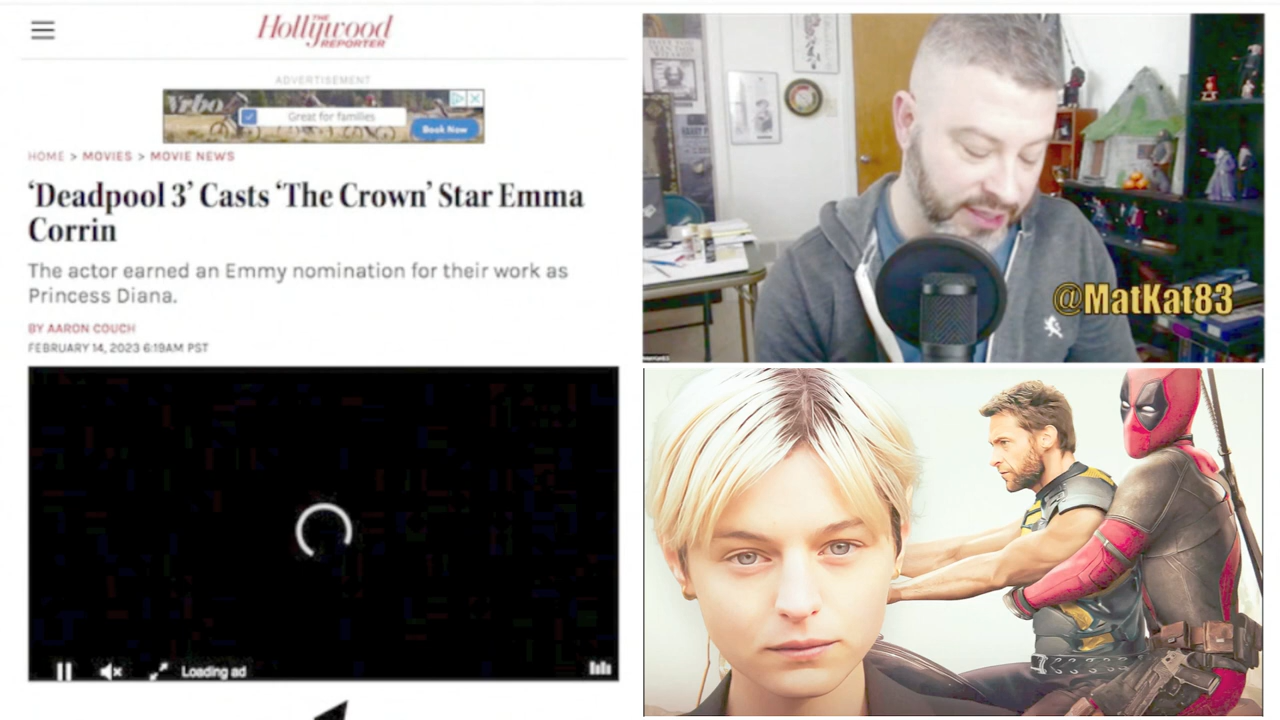 THE
Hollywood
REPORTER
ADVERTISEMENT
Vrbo
Great for families
Book Now
HOME > MOVIES > MOVIE NEWS
‘Deadpool 3’ Casts ‘The Crown’ Star Emma
Corrin
The actor earned an Emmy nomination for their work as
Princess Diana.
BY AARON COUCH
FEBRUARY 14, 2023 6:19AM PST
Loading ad
@MatKat83